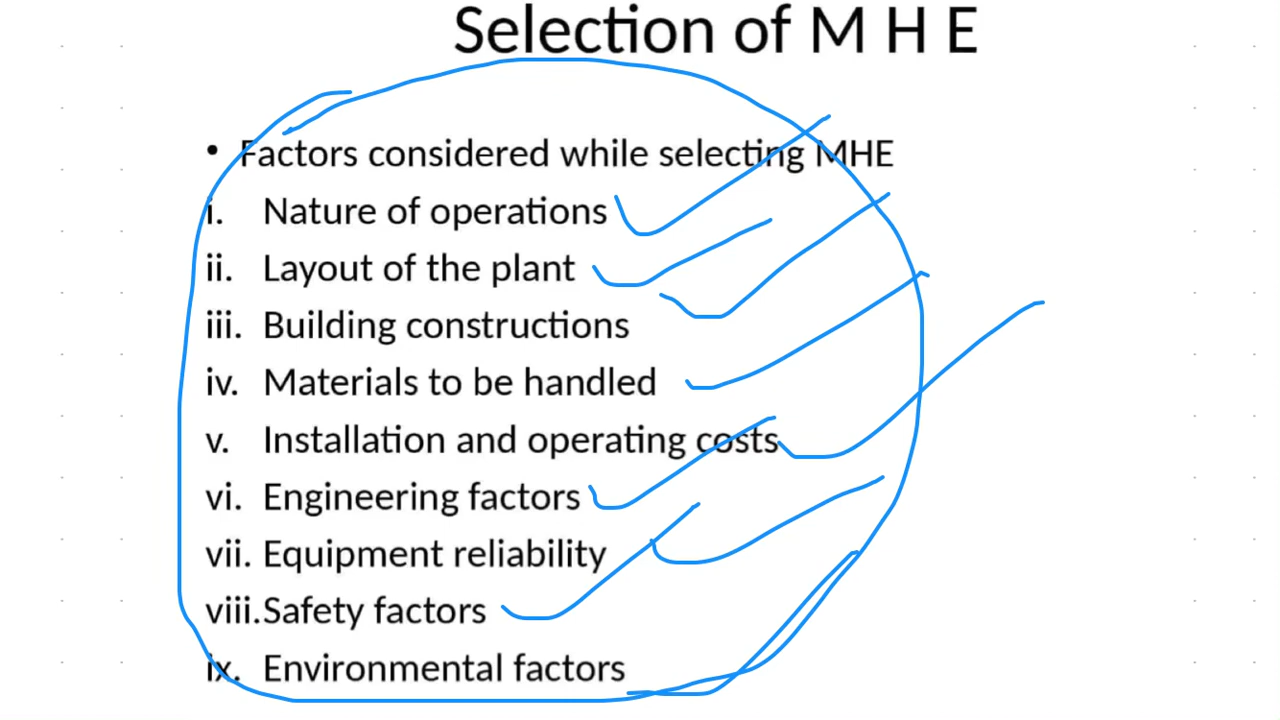 Selection of M H E
• Factors considered while selecting MHE
i. Nature of operations
ii. Layout of the plant
iii. Building constructions
iv. Materials to be handled
v. Installation and operating costs
vi. Engineering factors
vii. Equipment reliability
viii.Safety factors
ix. Environmental factors